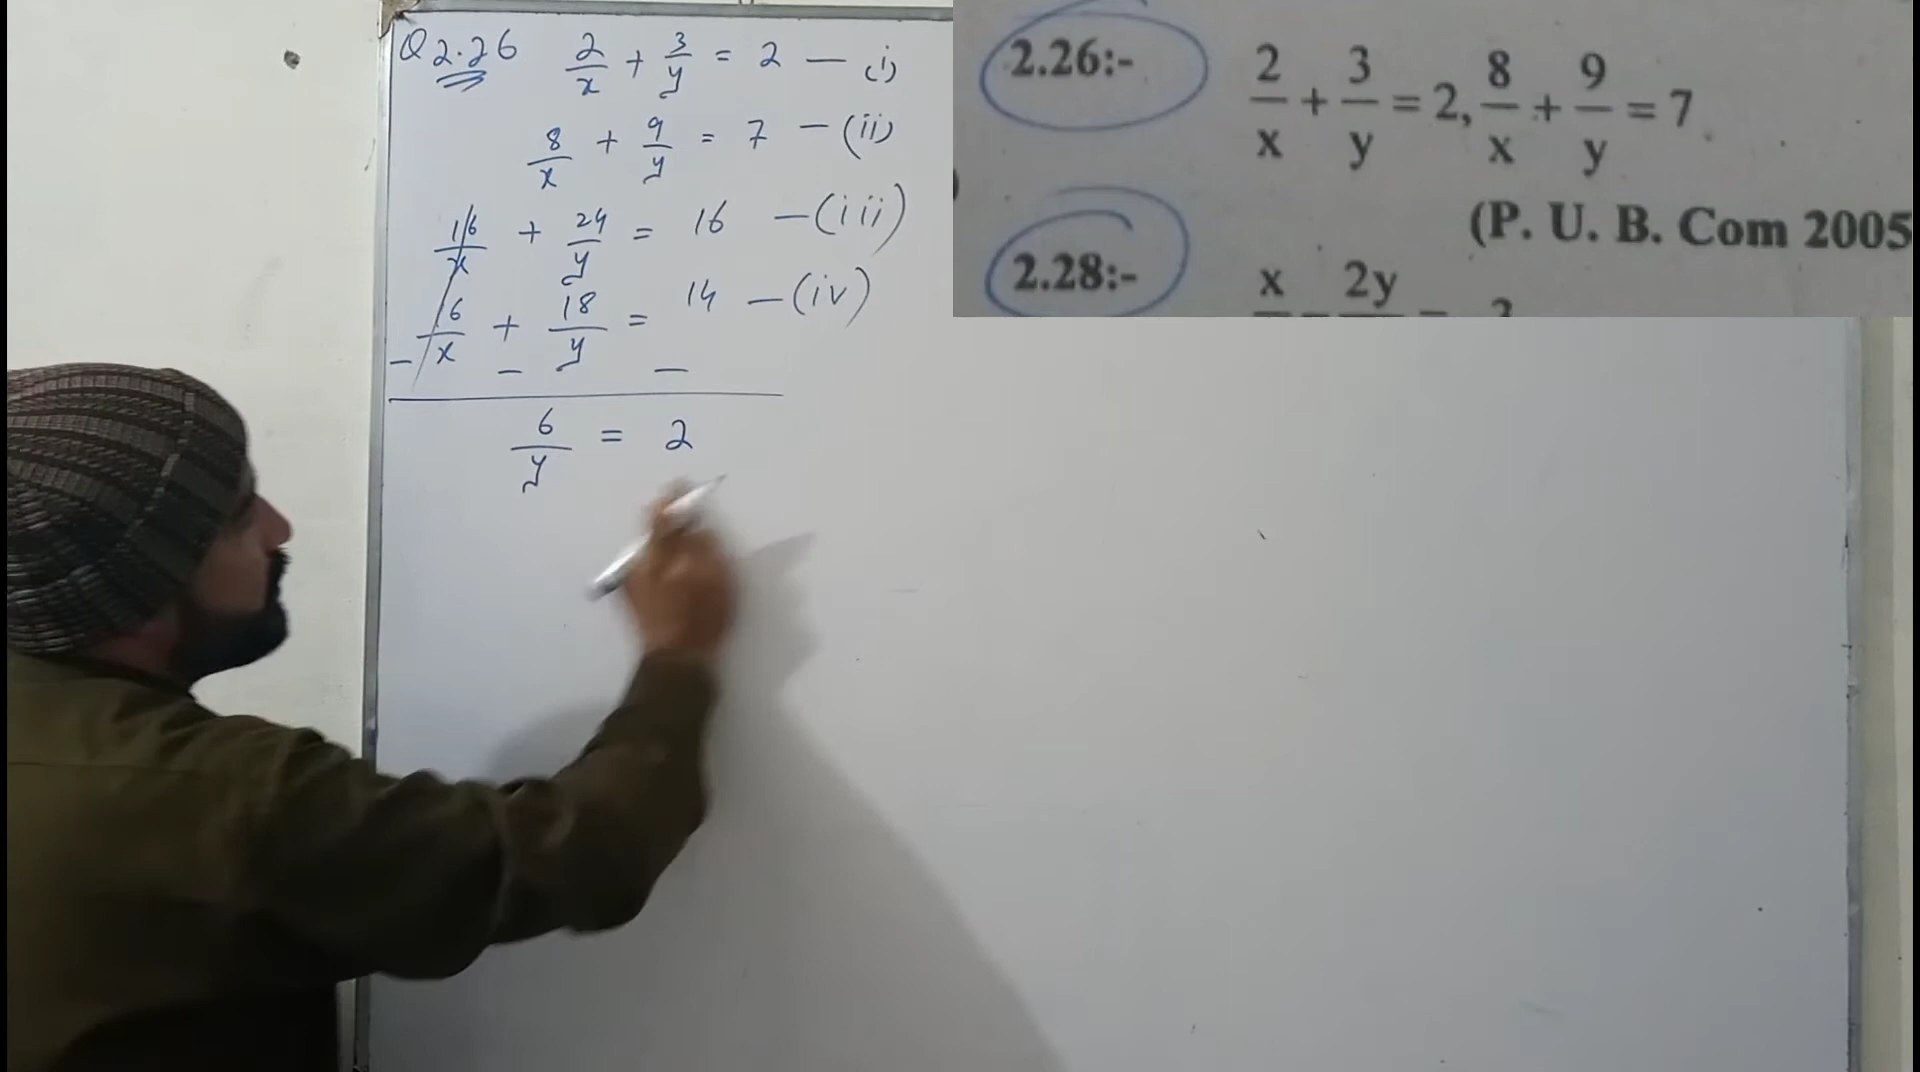 Q 2.26 2/x + 3/y = 2 — (i)
8/x + 9/y = 7 — (ii)
16/x + 24/y = 16 — (iii)
16/x + 18/y = 14 — (iv)
− − −
6/y = 2
2.26:- 2/x + 3/y = 2, 8/x + 9/y = 7
(P. U. B. Com 2005
2.28:- x 2y